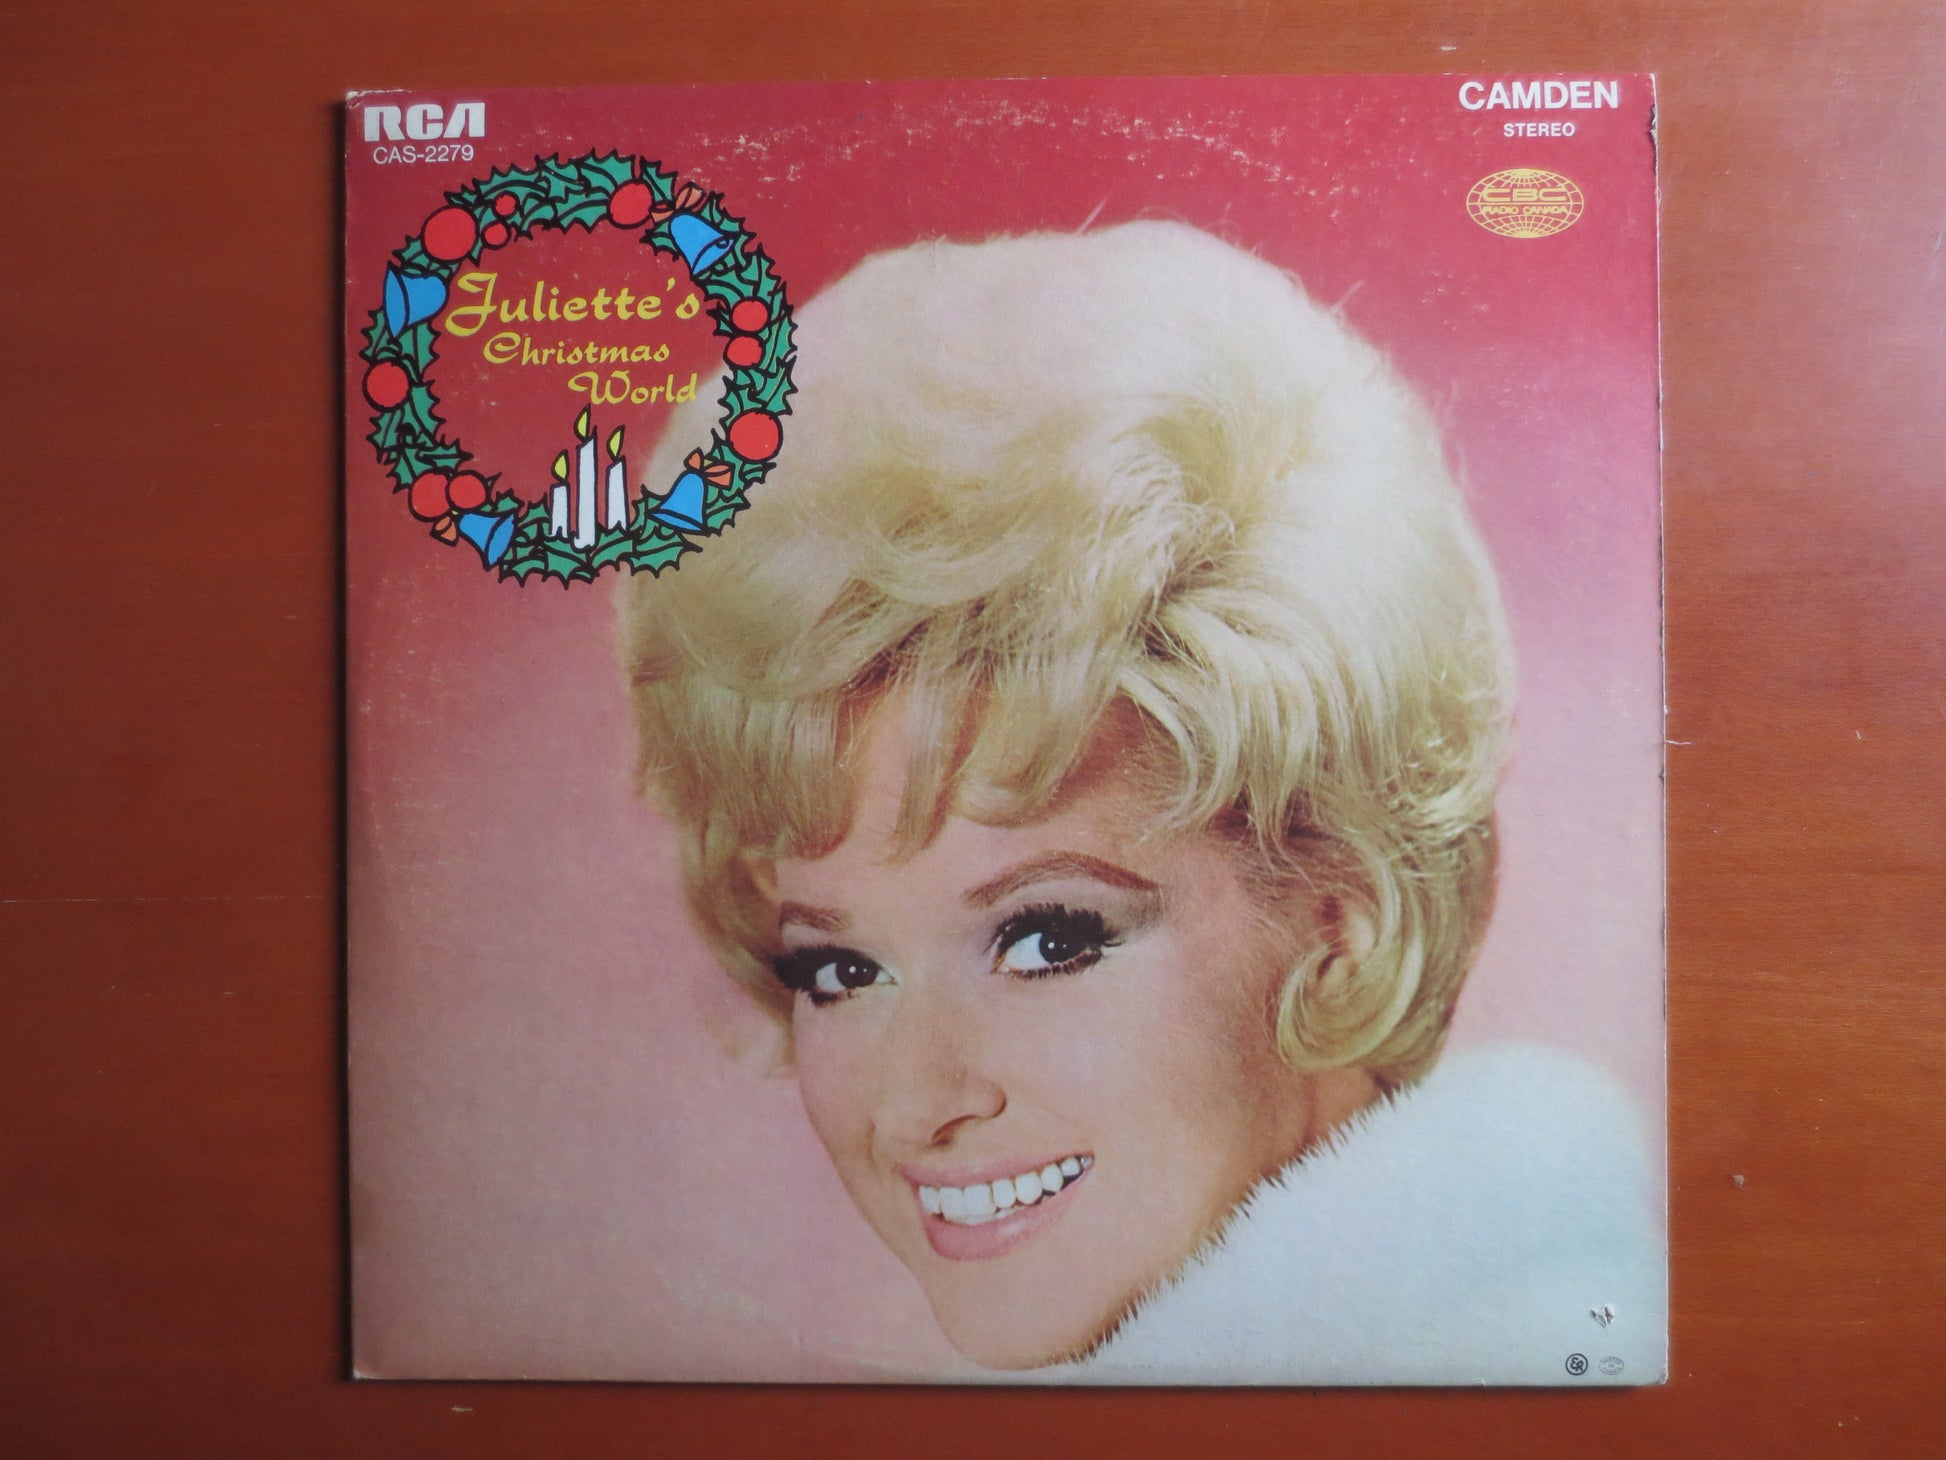 RCA
CAS-2279
CAMDEN
STEREO
CBC
RADIO CANADA
Juliette's
Christmas
World